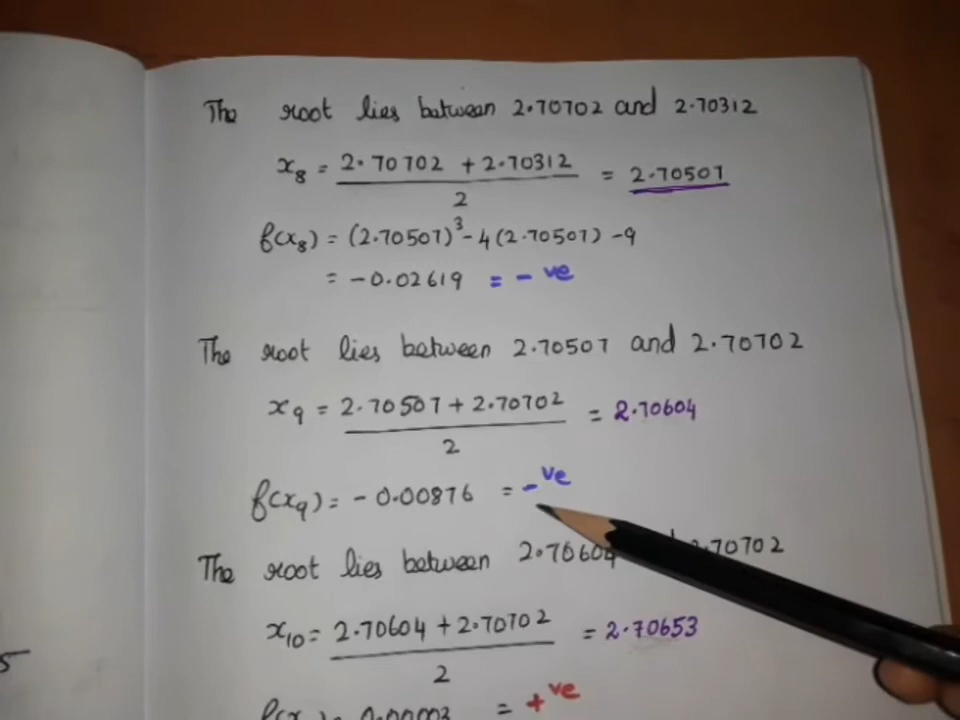 The root lies between 2.70702 and 2.70312
x8 = 2.70702 + 2.70312 / 2 = 2.70507
f(x8) = (2.70507)^3 - 4(2.70507) - 9
= - 0.02619 = - ve
The root lies between 2.70507 and 2.70702
x9 = 2.70507 + 2.70702 / 2 = 2.70604
f(x9) = - 0.00876 = - ve
The root lies between 2.70604 2.70702
x10 = 2.70604 + 2.70702 / 2 = 2.70653
= + ve
5